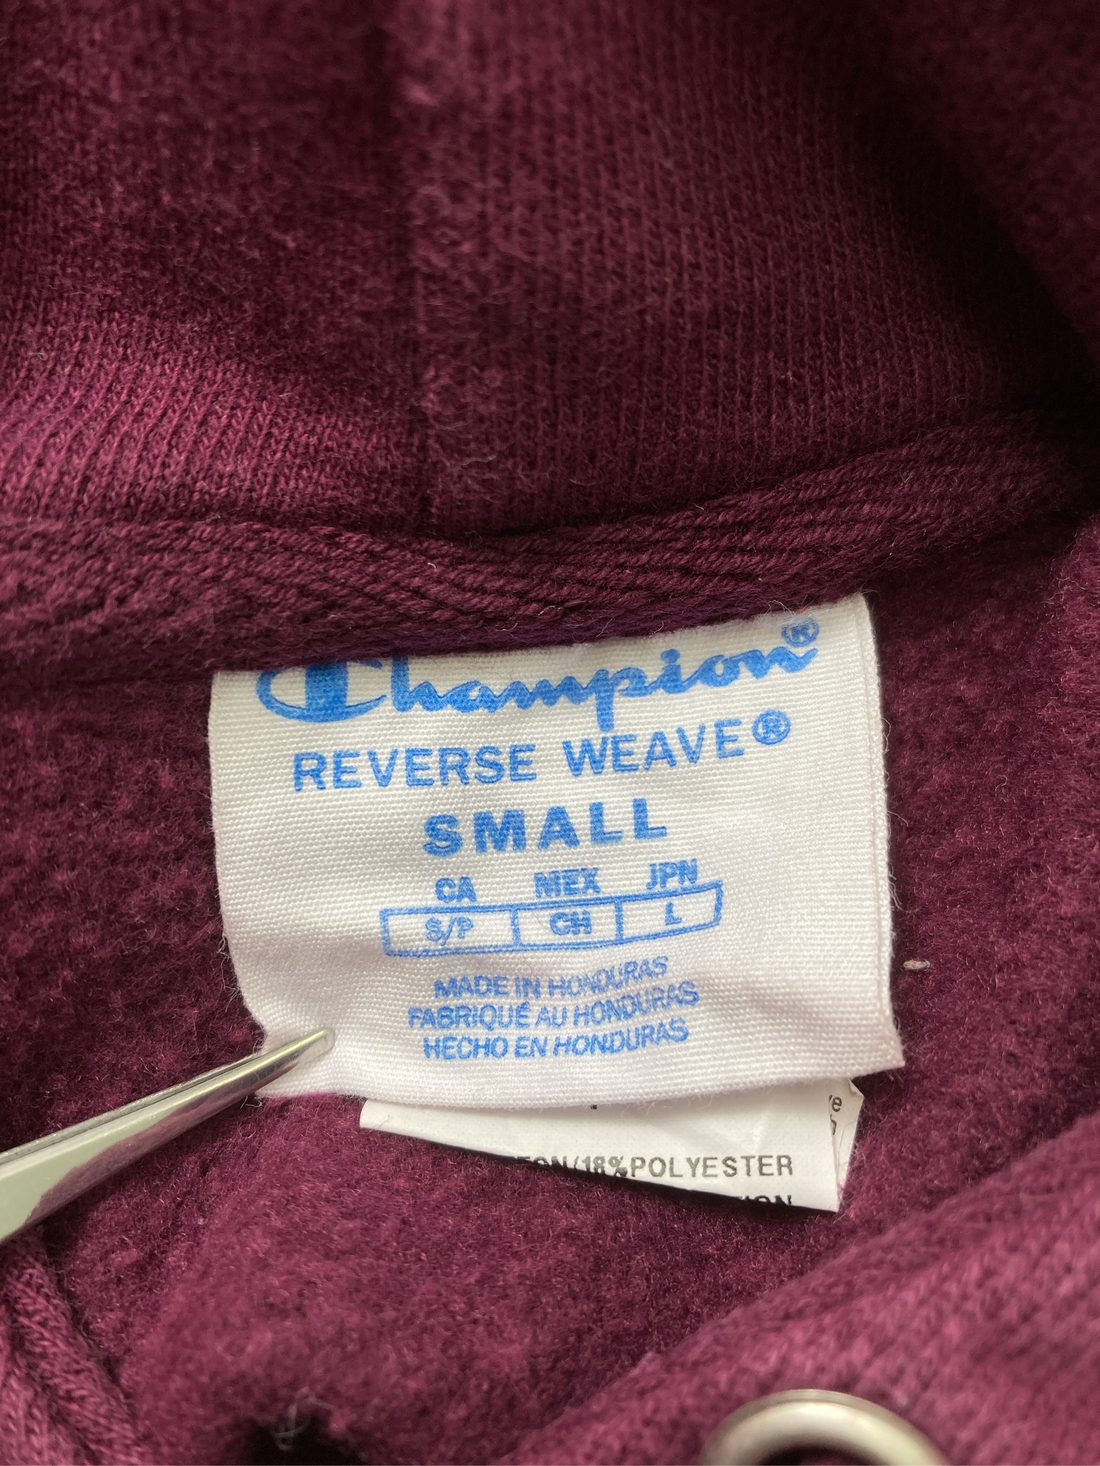 Champion®
REVERSE WEAVE®
SMALL
CA MEX JPN
S/P CH L
MADE IN HONDURAS
FABRIQUÉ AU HONDURAS
HECHO EN HONDURAS
18%POLYESTER